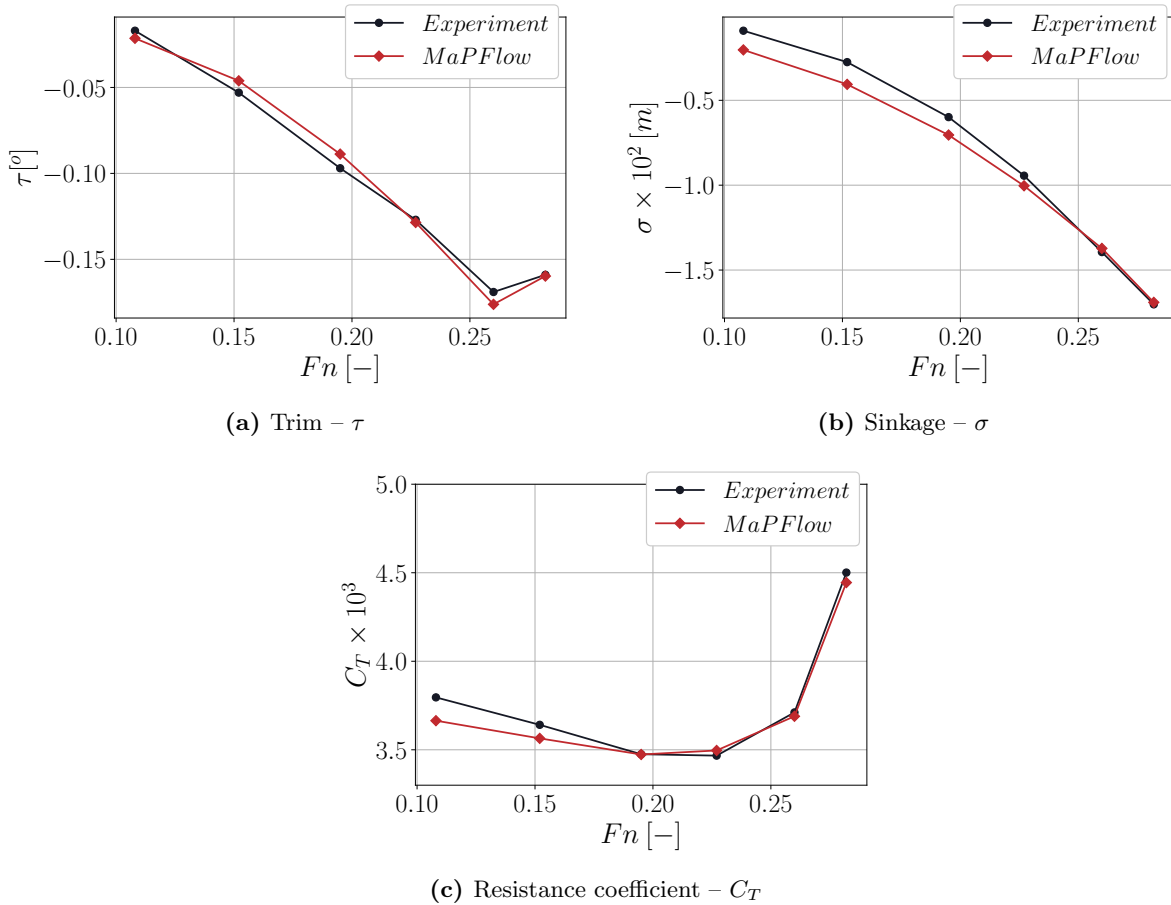 Experiment
MaPFlow
−0.05
−0.10
−0.15
τ[º]
0.10 0.15 0.20 0.25
Fn [−]
(a) Trim – τ
Experiment
MaPFlow
−0.5
−1.0
−1.5
σ × 10² [m]
0.10 0.15 0.20 0.25
Fn [−]
(b) Sinkage – σ
Experiment
MaPFlow
5.0
4.5
4.0
3.5
C_T × 10³
0.10 0.15 0.20 0.25
Fn [−]
(c) Resistance coefficient – C_T